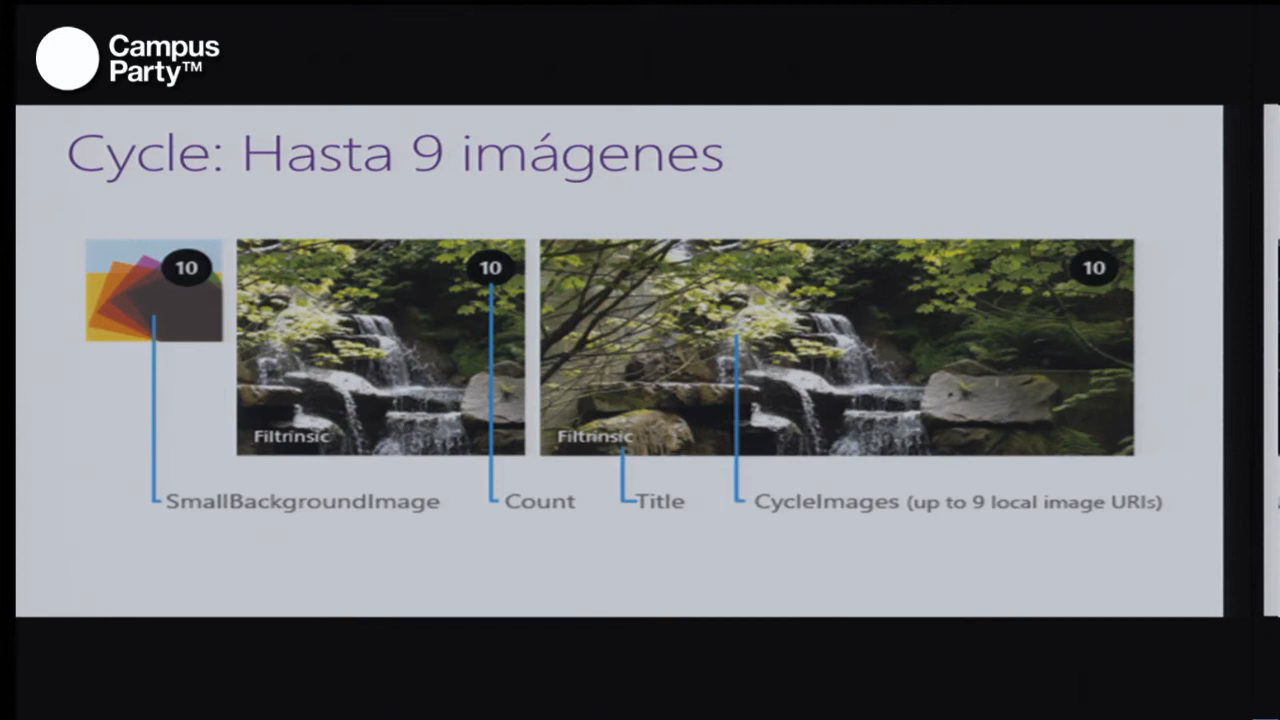 Campus
Party™
Cycle: Hasta 9 imágenes
10
10
10
Filtrinsic
Filtrinsic
SmallBackgroundImage
Count
Title
CycleImages (up to 9 local image URIs)